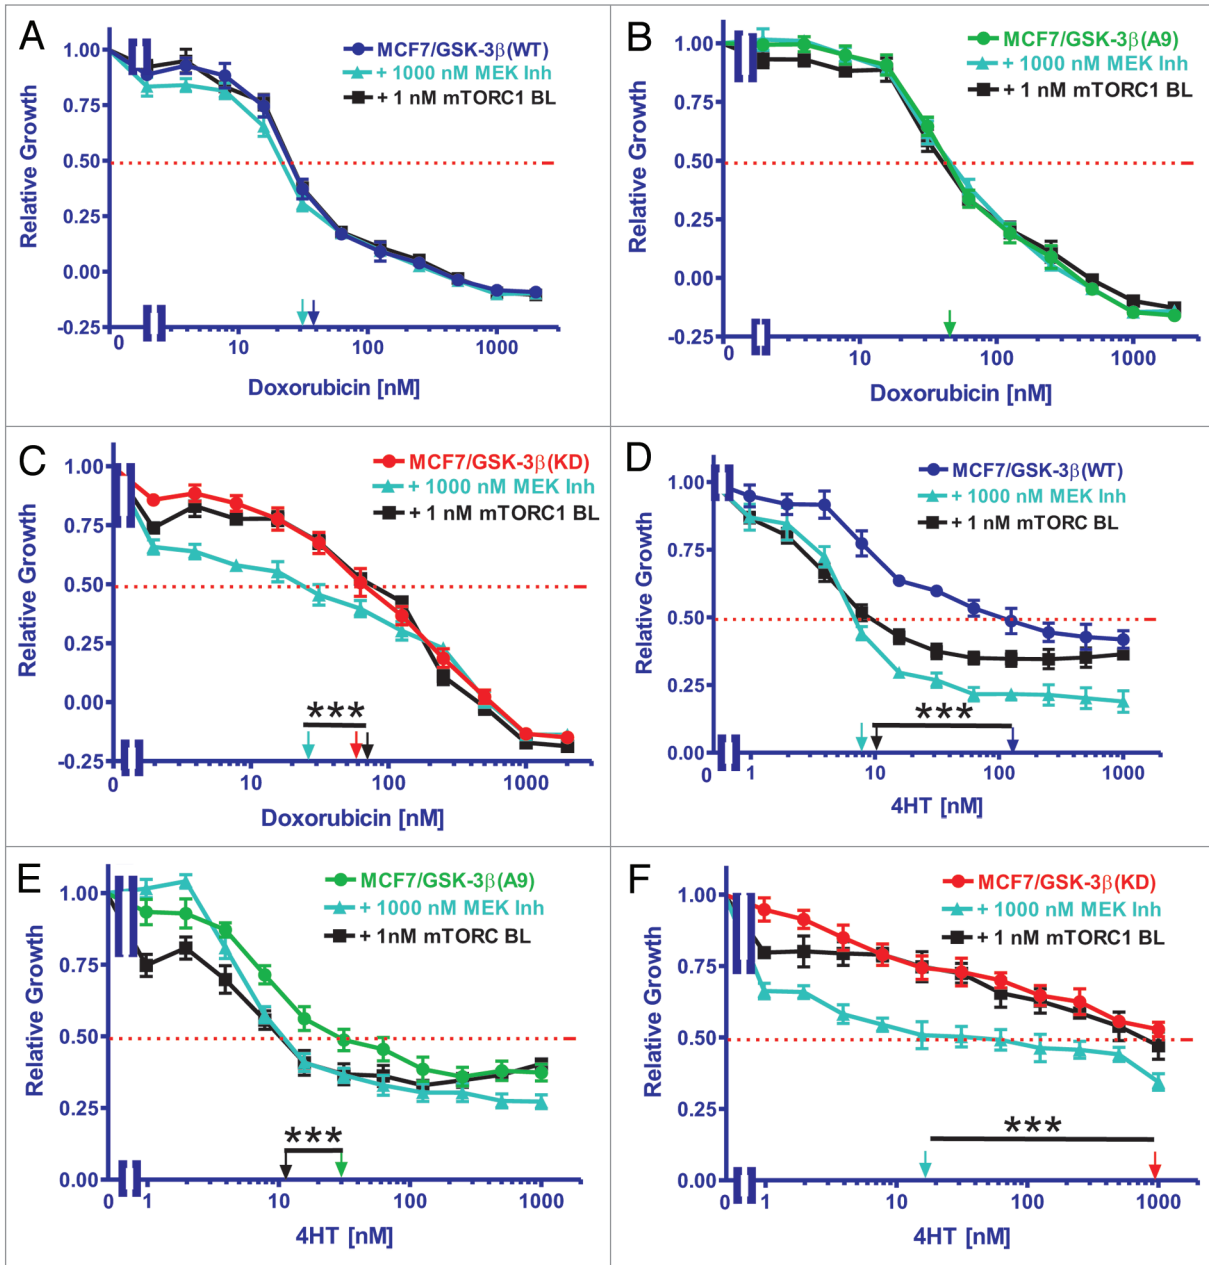 A
MCF7/GSK-3β(WT)
+ 1000 nM MEK Inh
+ 1 nM mTORC1 BL
1.00
0.75
0.50
0.25
0.00
-0.25
Relative Growth
0 10 100 1000
Doxorubicin [nM]
B
MCF7/GSK-3β(A9)
+ 1000 nM MEK Inh
+ 1 nM mTORC1 BL
1.00
0.75
0.50
0.25
0.00
-0.25
Relative Growth
0 10 100 1000
Doxorubicin [nM]
C
MCF7/GSK-3β(KD)
+ 1000 nM MEK Inh
+ 1 nM mTORC1 BL
1.00
0.75
0.50
0.25
0.00
-0.25
Relative Growth
***
0 10 100 1000
Doxorubicin [nM]
D
MCF7/GSK-3β(WT)
+ 1000 nM MEK Inh
+ 1 nM mTORC BL
1.00
0.75
0.50
0.25
0.00
Relative Growth
***
0 1 10 100 1000
4HT [nM]
E
MCF7/GSK-3β(A9)
+ 1000 nM MEK Inh
+ 1nM mTORC BL
1.00
0.75
0.50
0.25
0.00
Relative Growth
***
0 1 10 100 1000
4HT [nM]
F
MCF7/GSK-3β(KD)
+ 1000 nM MEK Inh
+ 1 nM mTORC1 BL
1.00
0.75
0.50
0.25
0.00
Relative Growth
***
0 1 10 100 1000
4HT [nM]